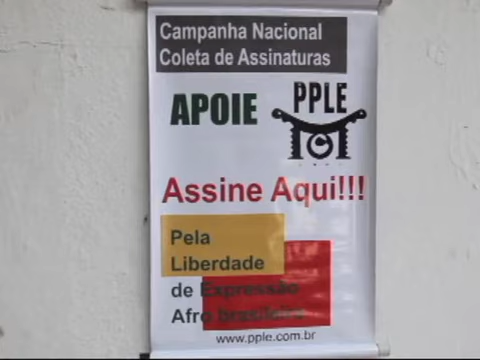 Campanha Nacional
Coleta de Assinaturas
APOIE
PPLE
Assine Aqui!!!
Pela
Liberdade
de Expressão
Afro brasileira
www.pple.com.br